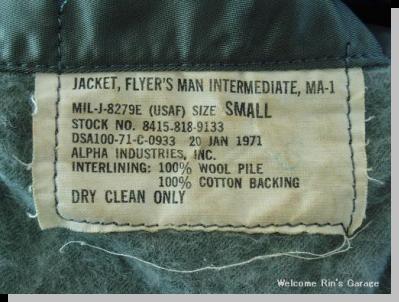 JACKET, FLYER'S MAN INTERMEDIATE, MA-1
MIL-J-8279E (USAF) SIZE SMALL
STOCK NO. 8415-818-9133
DSA100-71-C-0933 20 JAN 1971
ALPHA INDUSTRIES, INC.
INTERLINING: 100% WOOL PILE
100% COTTON BACKING
DRY CLEAN ONLY
Welcome Rin's Garage